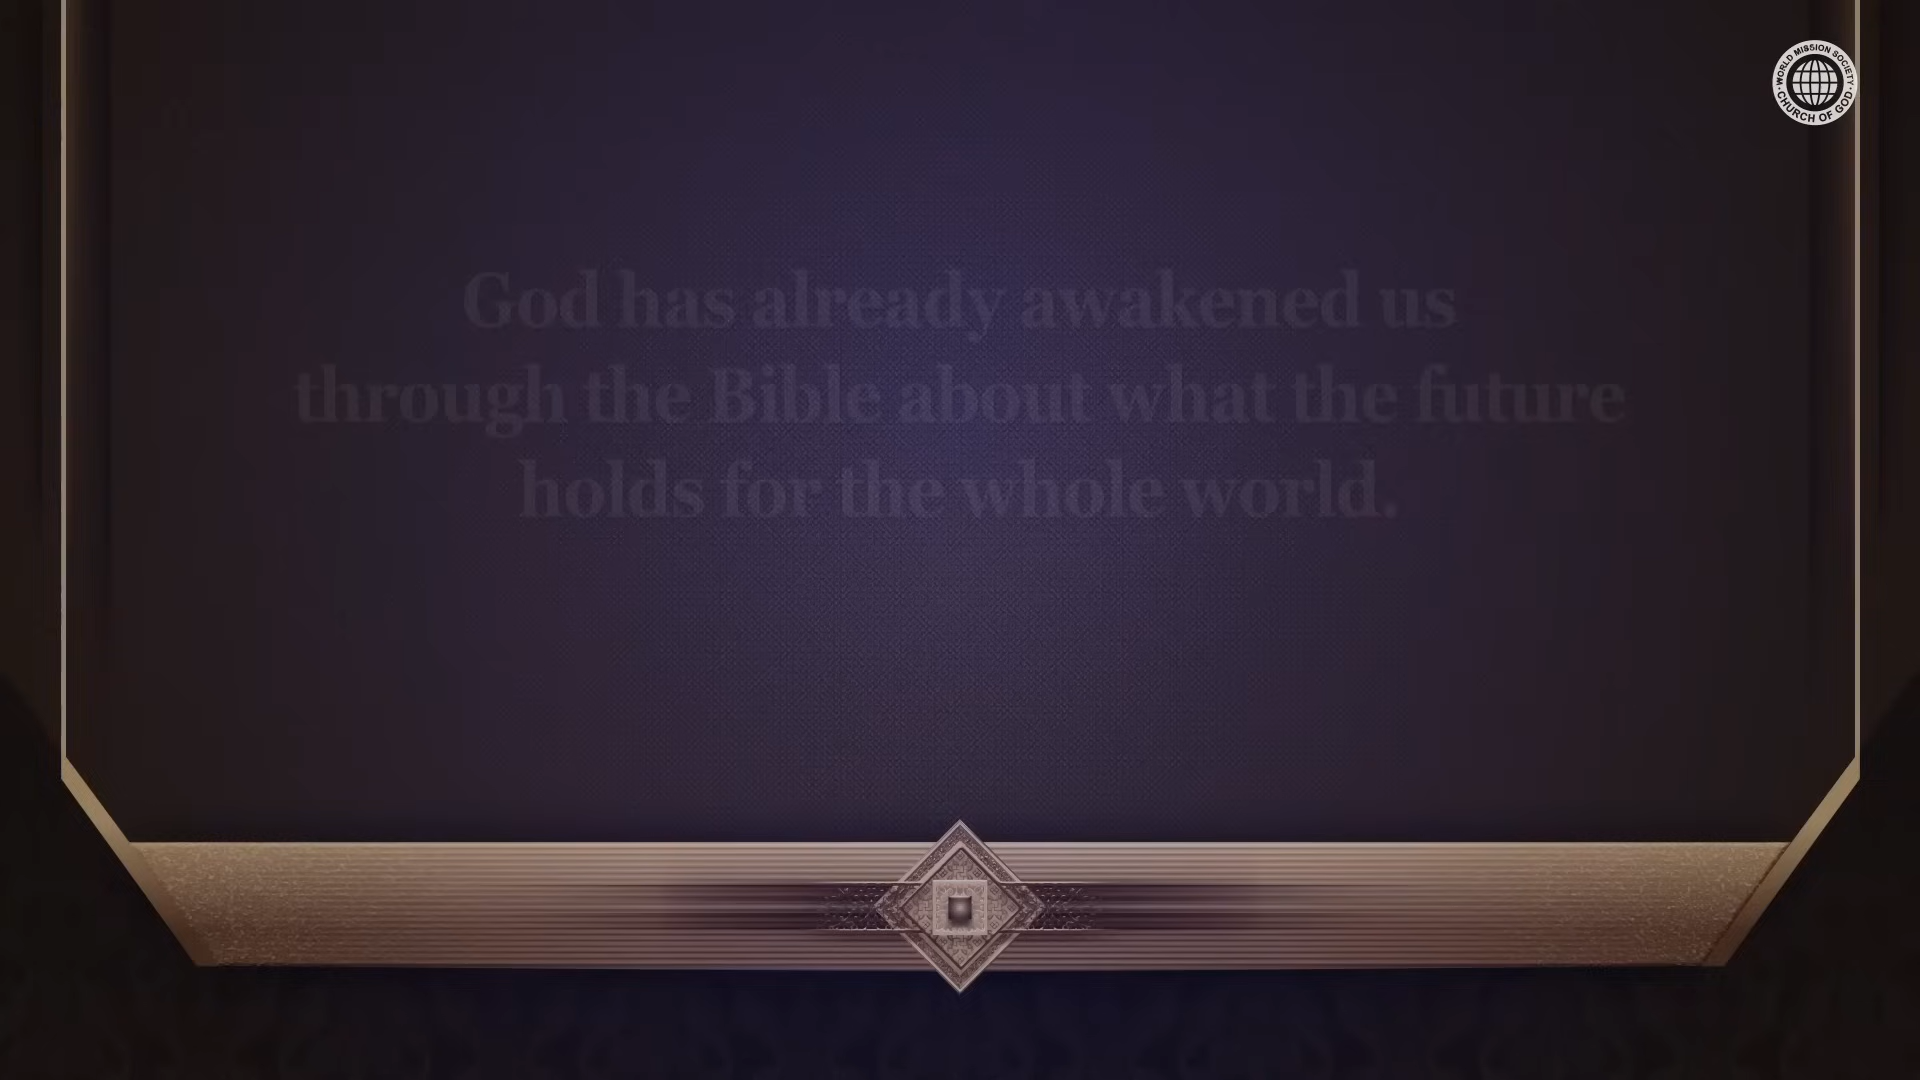 WORLD MISSION SOCIETY
CHURCH OF GOD
God has already awakened us
through the Bible about what the future
holds for the whole world.